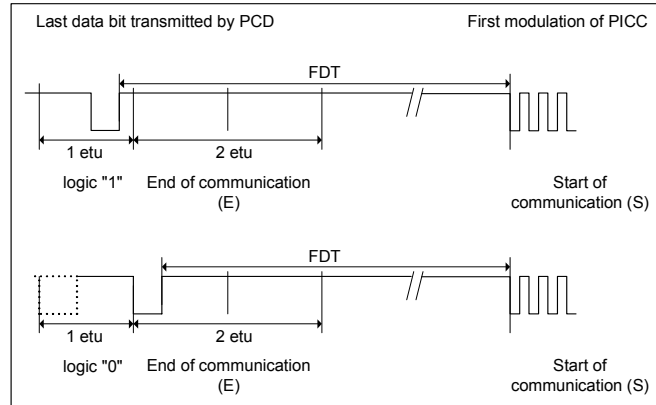 Last data bit transmitted by PCD First modulation of PICC
FDT
1 etu 2 etu
logic "1" End of communication (E) Start of communication (S)
FDT
1 etu 2 etu
logic "0" End of communication (E) Start of communication (S)